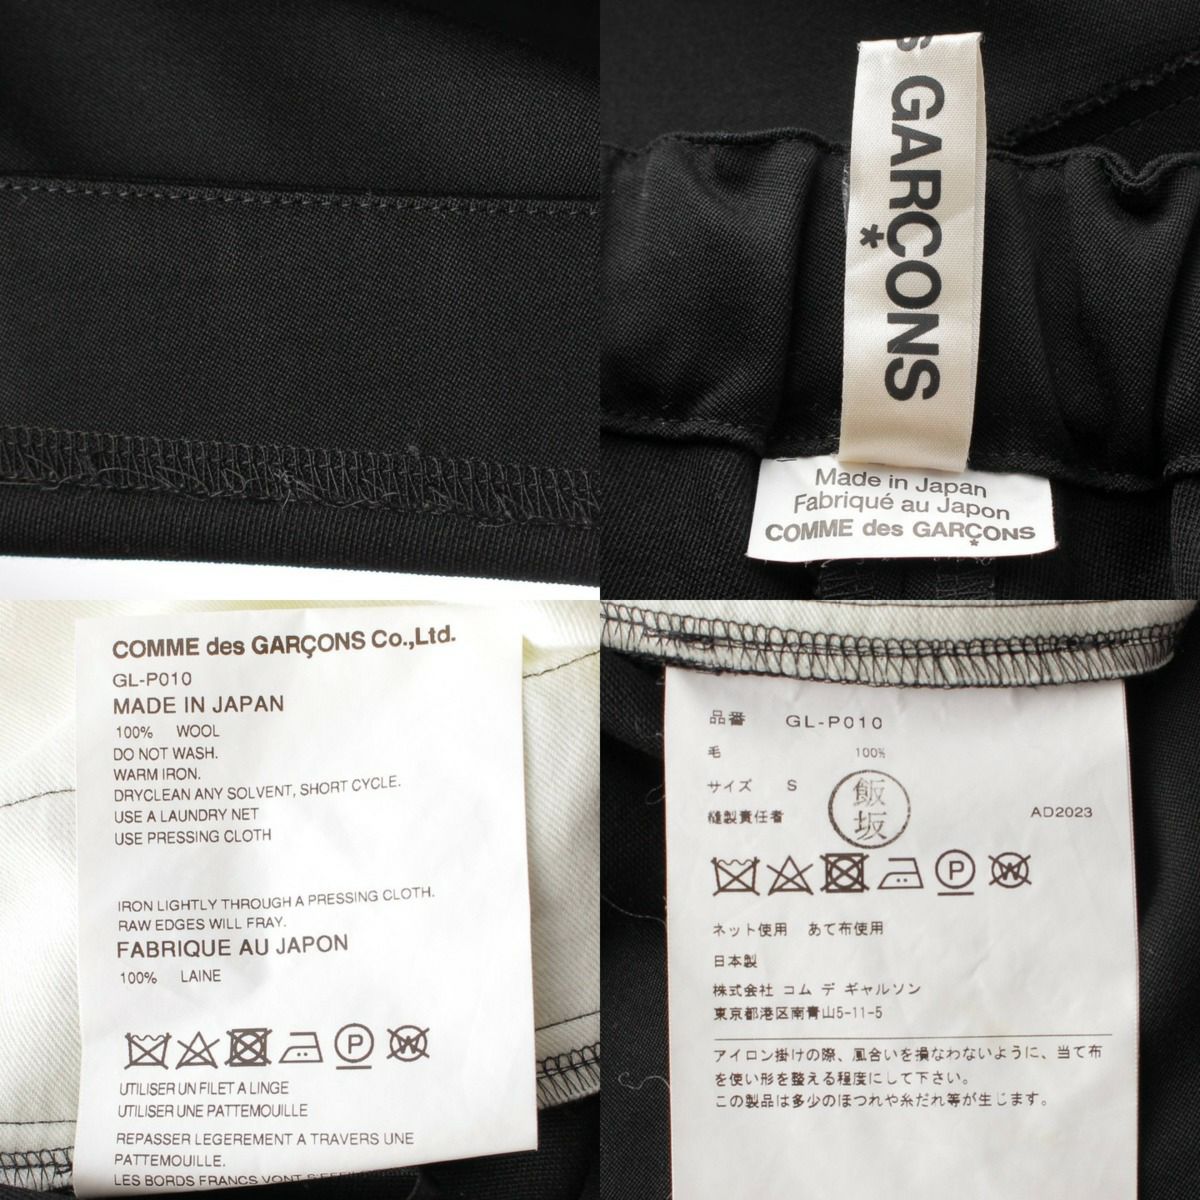 GARÇONS
Made in Japan
Fabriqué au Japon
COMME des GARÇONS
COMME des GARÇONS Co.,Ltd.
GL-P010
MADE IN JAPAN
100% WOOL
DO NOT WASH.
WARM IRON.
DRYCLEAN ANY SOLVENT, SHORT CYCLE.
USE A LAUNDRY NET
USE PRESSING CLOTH
IRON LIGHTLY THROUGH A PRESSING CLOTH.
RAW EDGES WILL FRAY.
FABRIQUE AU JAPON
100% LAINE
P W
UTILISER UN FILET A LINGE
UTILISER UNE PATTEMOUILLE
REPASSER LEGEREMENT A TRAVERS UNE
PATTEMOUILLE.
LES BORDS FRANCS VONT
品番 GL-P010
毛 100%
サイズ S
飯坂
縫製責任者 AD2023
P W
ネット使用 あて布使用
日本製
株式会社 コム デ ギャルソン
東京都港区南青山5-11-5
アイロン掛けの際、風合いを損なわないように、当て布
を使い形を整える程度にして下さい。
この製品は多少のほつれや糸だれ等が生じます。